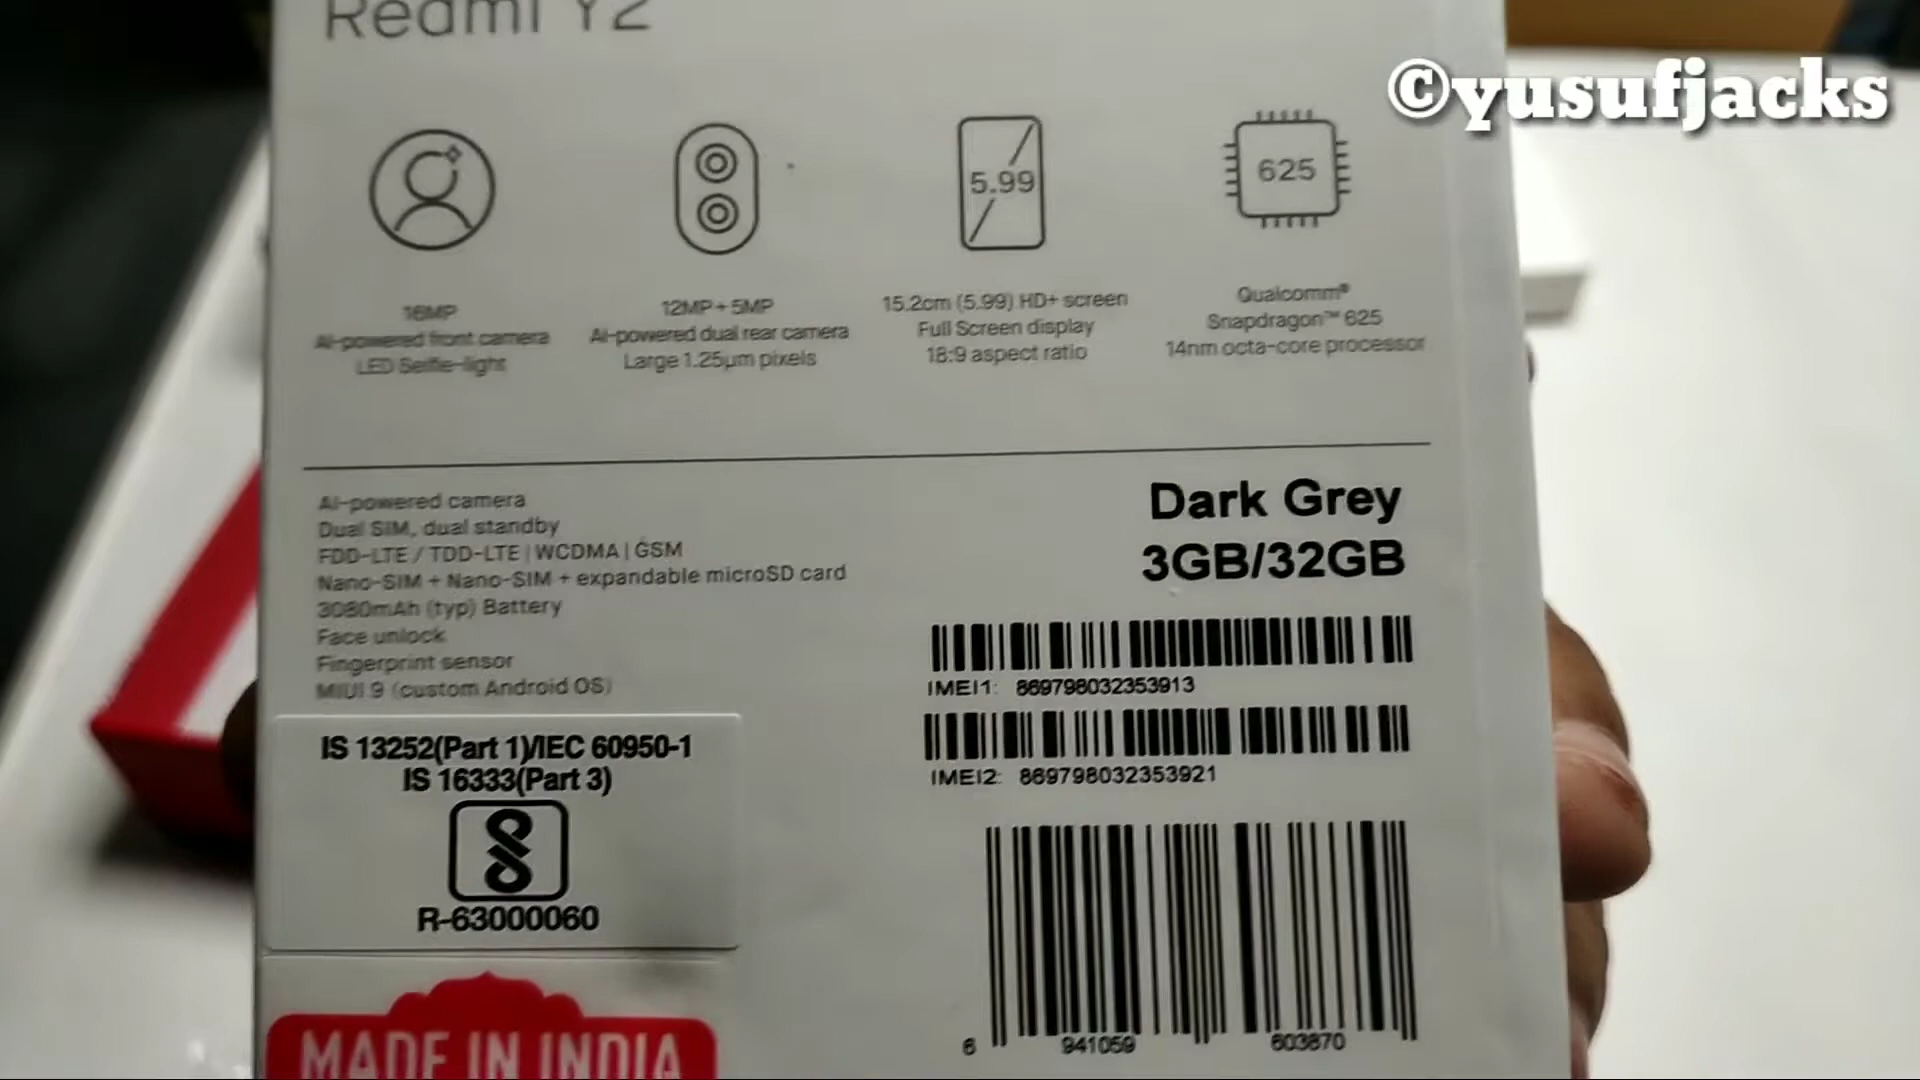 Redmi Y2
©yusufjacks
5.99
625
16MP
AI-powered front camera
LED Selfie-light
12MP + 5MP
AI-powered dual rear camera
Large 1.25μm pixels
15.2cm (5.99) HD+ screen
Full Screen display
18:9 aspect ratio
Qualcomm®
Snapdragon™ 625
14nm octa-core processor
AI-powered camera
Dual SIM, dual standby
FDD-LTE / TDD-LTE | WCDMA | GSM
Nano-SIM + Nano-SIM + expandable microSD card
3080mAh (typ) Battery
Face unlock
Fingerprint sensor
MIUI 9 (custom Android OS)
Dark Grey
3GB/32GB
IMEI1: 869798032353913
IMEI2: 869798032353921
IS 13252(Part 1)/IEC 60950-1
IS 16333(Part 3)
R-63000060
6 941059 603870
MADE IN INDIA